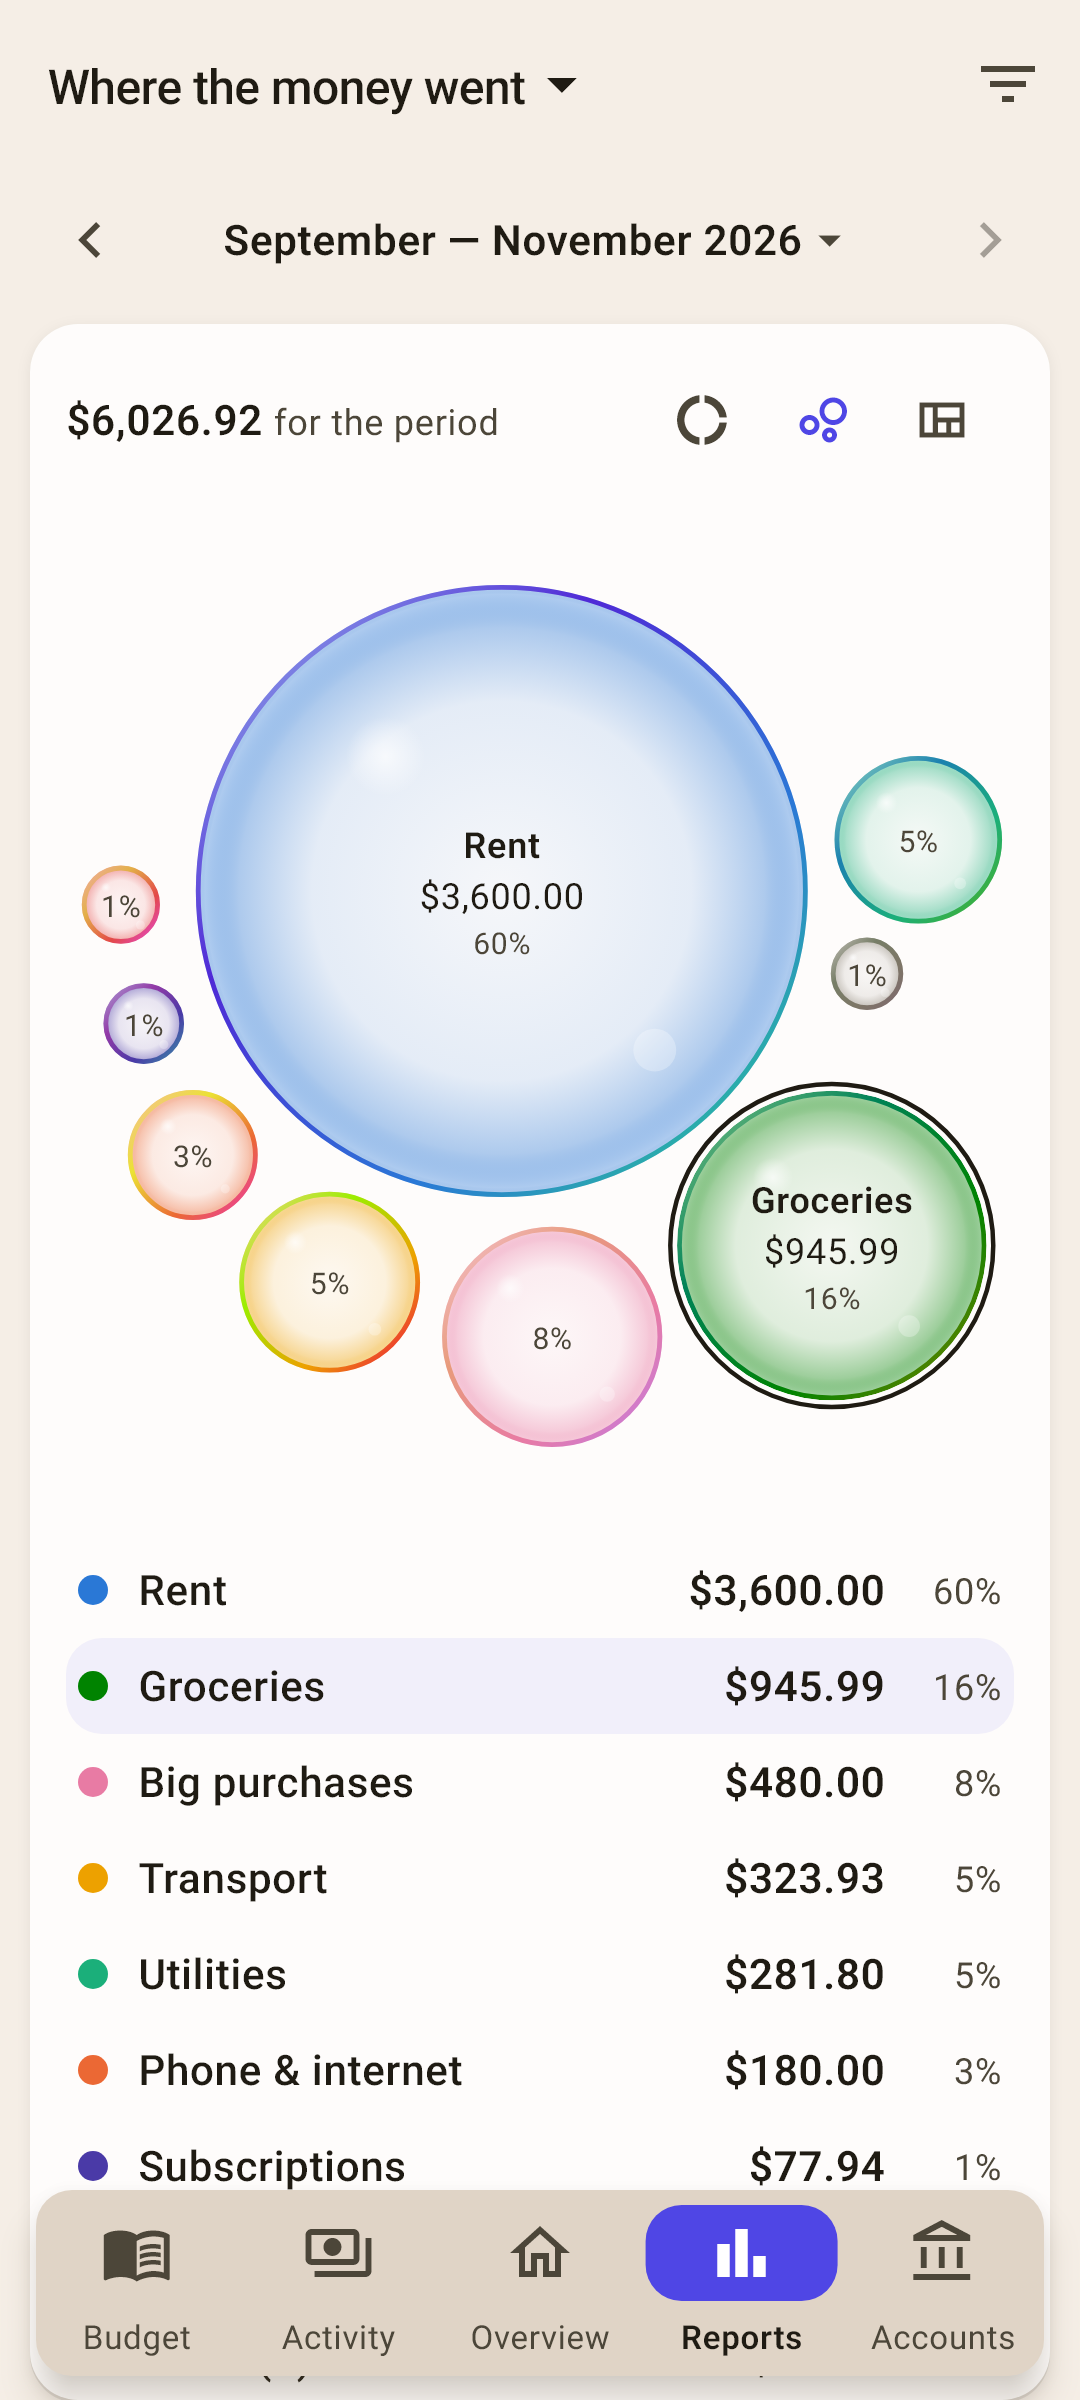 Where the money went
September — November 2026
$6,026.92 for the period
Rent
$3,600.00
60%
5%
1%
1%
1%
3%
5%
8%
Groceries
$945.99
16%
Rent $3,600.00 60%
Groceries $945.99 16%
Big purchases $480.00 8%
Transport $323.93 5%
Utilities $281.80 5%
Phone & internet $180.00 3%
Subscriptions $77.94 1%
Budget Activity Overview Reports Accounts